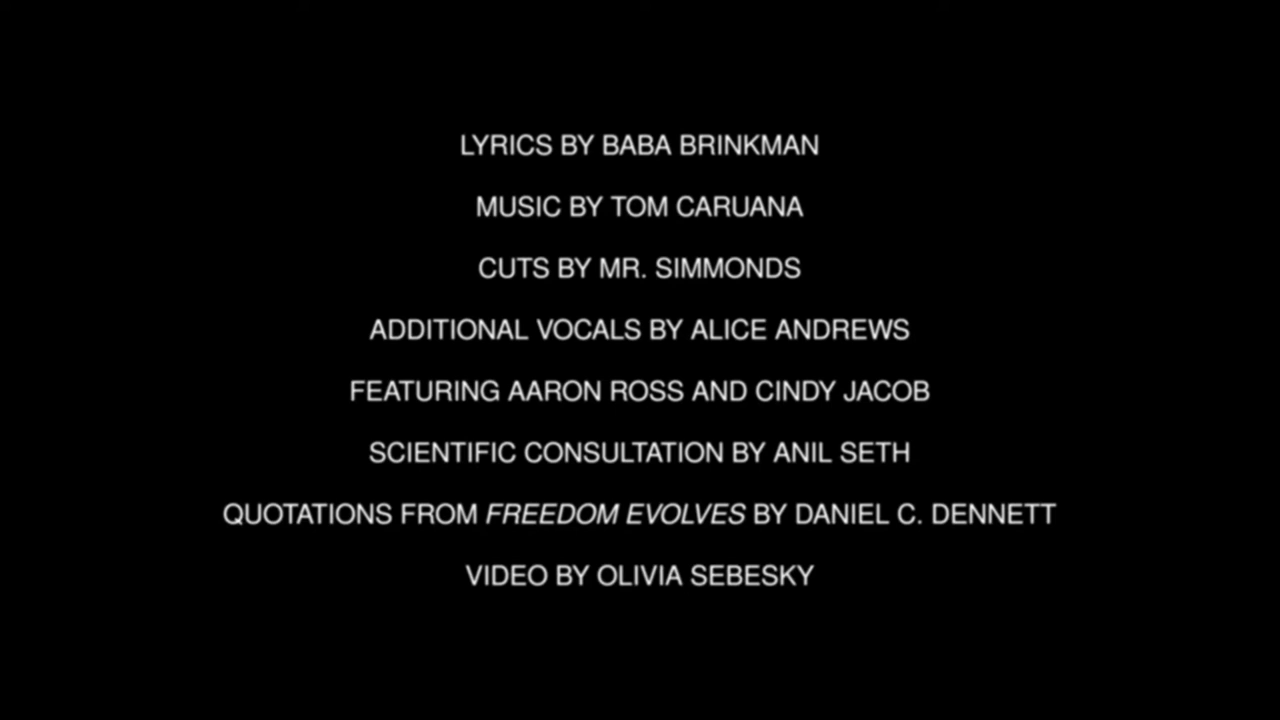 LYRICS BY BABA BRINKMAN
MUSIC BY TOM CARUANA
CUTS BY MR. SIMMONDS
ADDITIONAL VOCALS BY ALICE ANDREWS
FEATURING AARON ROSS AND CINDY JACOB
SCIENTIFIC CONSULTATION BY ANIL SETH
QUOTATIONS FROM FREEDOM EVOLVES BY DANIEL C. DENNETT
VIDEO BY OLIVIA SEBESKY